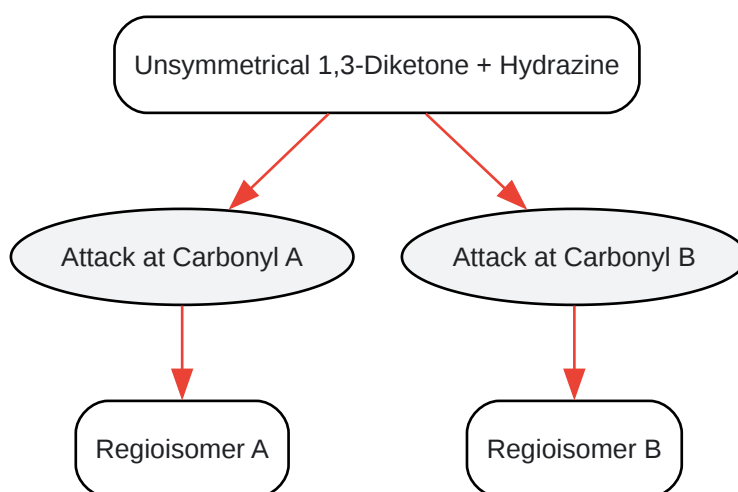 Unsymmetrical 1,3-Diketone + Hydrazine
Attack at Carbonyl A
Attack at Carbonyl B
Regioisomer A
Regioisomer B